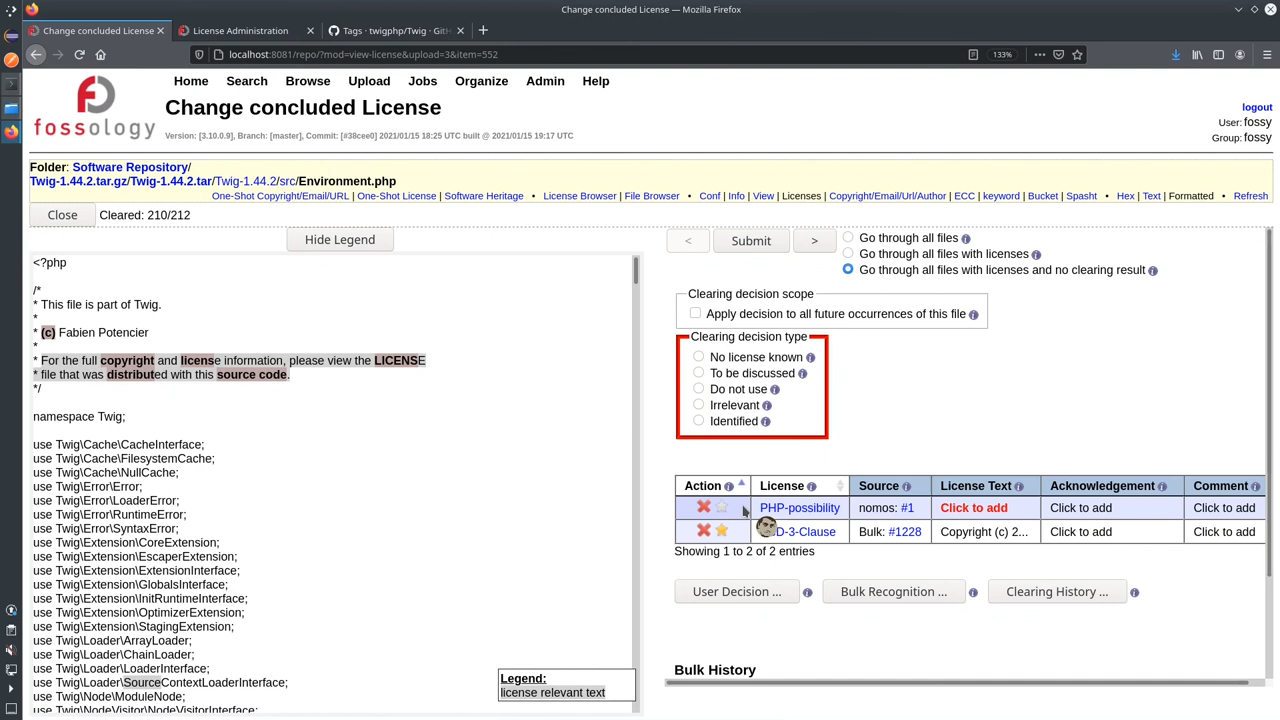 Change concluded License — Mozilla Firefox
Change concluded License
License Administration
Tags · twigphp/Twig · GitH
localhost:8081/repo/?mod=view-license&upload=3&item=552
133%
fossology
Home Search Browse Upload Jobs Organize Admin Help
Change concluded License
Version: [3.10.0.9], Branch: [master], Commit: [#38cee0] 2021/01/15 18:25 UTC built @ 2021/01/15 19:17 UTC
logout
User: fossy
Group: fossy
Folder: Software Repository/
Twig-1.44.2.tar.gz/Twig-1.44.2.tar/Twig-1.44.2/src/Environment.php
One-Shot Copyright/Email/URL | One-Shot License | Software Heritage • License Browser | File Browser • Conf | Info | View | Licenses | Copyright/Email/Url/Author | ECC | keyword | Bucket | Spasht • Hex | Text | Formatted • Refresh
Close Cleared: 210/212
Hide Legend
<?php
/*
* This file is part of Twig.
*
* (c) Fabien Potencier
*
* For the full copyright and license information, please view the LICENSE
* file that was distributed with this source code.
*/
namespace Twig;
use Twig\Cache\CacheInterface;
use Twig\Cache\FilesystemCache;
use Twig\Cache\NullCache;
use Twig\Error\Error;
use Twig\Error\LoaderError;
use Twig\Error\RuntimeError;
use Twig\Error\SyntaxError;
use Twig\Extension\CoreExtension;
use Twig\Extension\EscaperExtension;
use Twig\Extension\ExtensionInterface;
use Twig\Extension\GlobalsInterface;
use Twig\Extension\InitRuntimeInterface;
use Twig\Extension\OptimizerExtension;
use Twig\Extension\StagingExtension;
use Twig\Loader\ArrayLoader;
use Twig\Loader\ChainLoader;
use Twig\Loader\LoaderInterface;
use Twig\Loader\SourceContextLoaderInterface;
use Twig\Node\ModuleNode;
use Twig\NodeVisitor\NodeVisitorInterface;
Legend:
license relevant text
< Submit >
Go through all files
Go through all files with licenses
Go through all files with licenses and no clearing result
Clearing decision scope
Apply decision to all future occurrences of this file
Clearing decision type
No license known
To be discussed
Do not use
Irrelevant
Identified
Action License Source License Text Acknowledgement Comment
PHP-possibility nomos: #1 Click to add Click to add Click to add
D-3-Clause Bulk: #1228 Copyright (c) 2... Click to add Click to add
Showing 1 to 2 of 2 entries
User Decision ... Bulk Recognition ... Clearing History ...
Bulk History